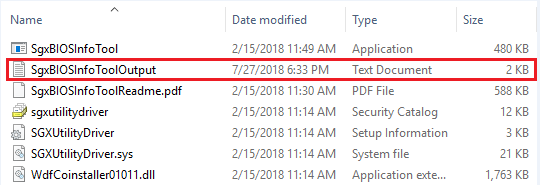 Name Date modified Type Size
SgxBIOSInfoTool 2/15/2018 11:49 AM Application 480 KB
SgxBIOSInfoToolOutput 7/27/2018 6:33 PM Text Document 2 KB
SgxBIOSInfoToolReadme.pdf 2/15/2018 11:30 AM PDF File 588 KB
sgxutilitydriver 2/15/2018 11:14 AM Security Catalog 12 KB
SGXUtilityDriver 2/15/2018 11:14 AM Setup Information 3 KB
SGXUtilityDriver.sys 2/15/2018 11:14 AM System file 21 KB
WdfCoinstaller01011.dll 2/15/2018 11:14 AM Application exte... 1,763 KB